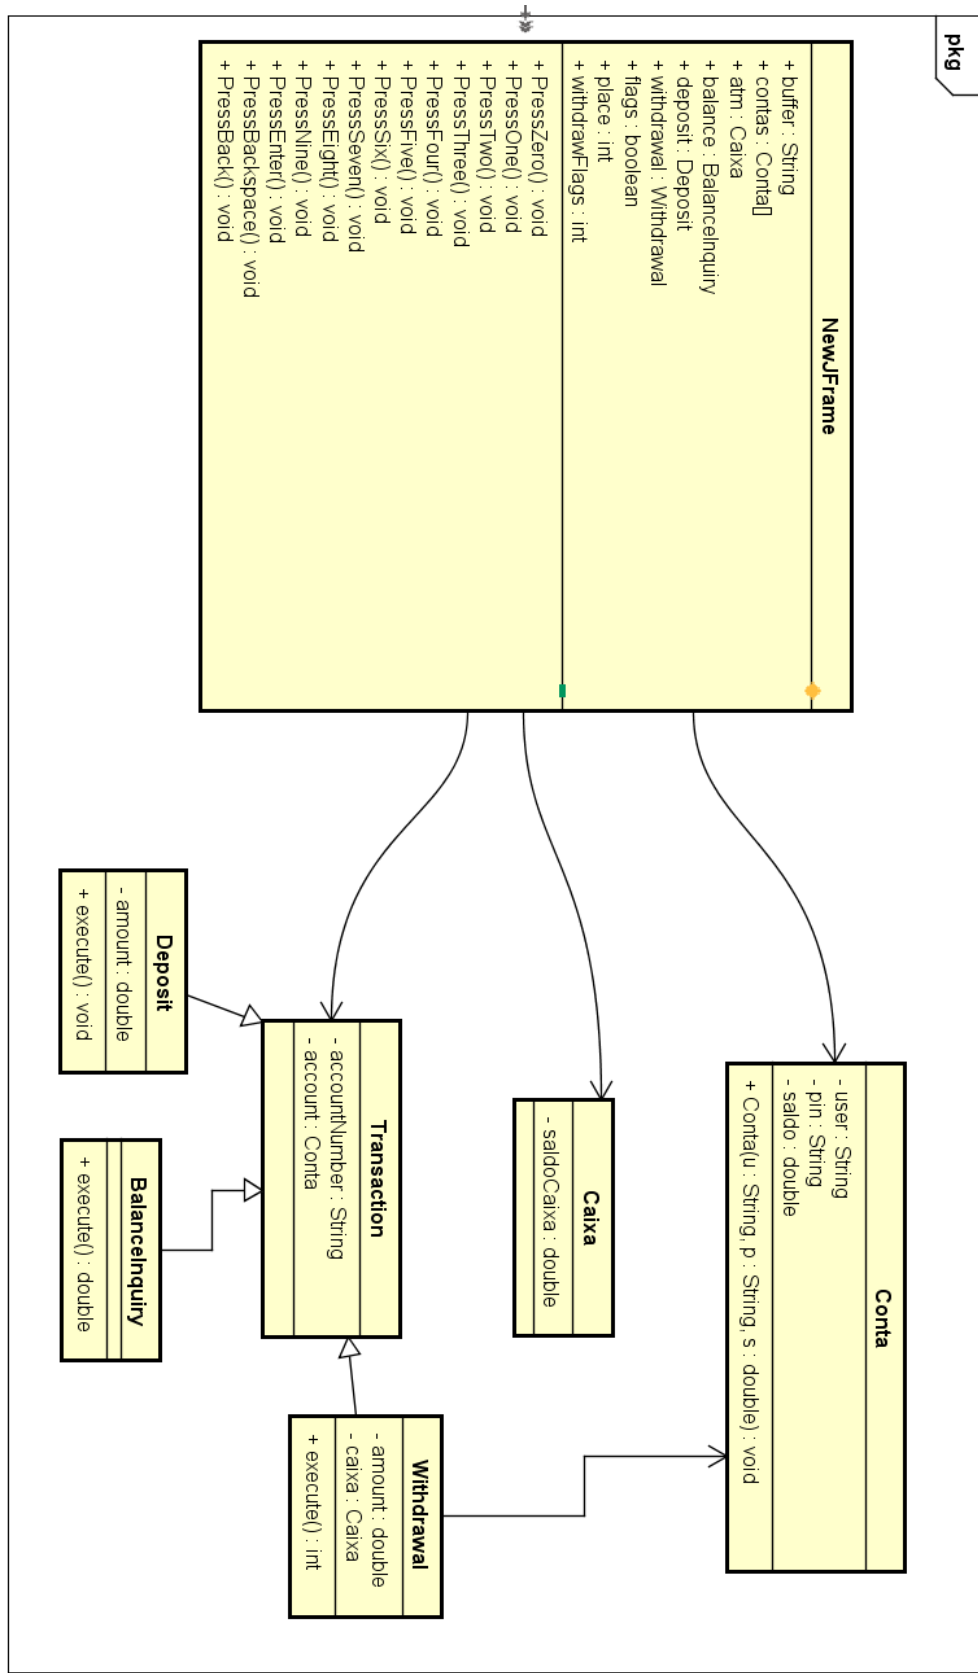 pkg
NewJFrame
+ buffer : String
+ contas : Conta[]
+ atm : Caixa
+ balance : BalanceInquiry
+ deposit : Deposit
+ withdrawal : Withdrawal
+ flags : boolean
+ place : int
+ withdrawFlags : int
+ PressZero() : void
+ PressOne() : void
+ PressTwo() : void
+ PressThree() : void
+ PressFour() : void
+ PressFive() : void
+ PressSix() : void
+ PressEight() : void
+ PressSeven() : void
+ PressNine() : void
+ PressEnter() : void
+ PressBackspace() : void
+ PressBack() : void
Conta
- user : String
- pin : String
- saldo : double
+ Conta(u : String, p : String, s : double) : void
Caixa
- saldoCaixa : double
Transaction
- accountNumber : String
- account : Conta
Withdrawal
- amount : double
- caixa : Caixa
+ execute() : int
Deposit
- amount : double
+ execute() : void
BalanceInquiry
+ execute() : double